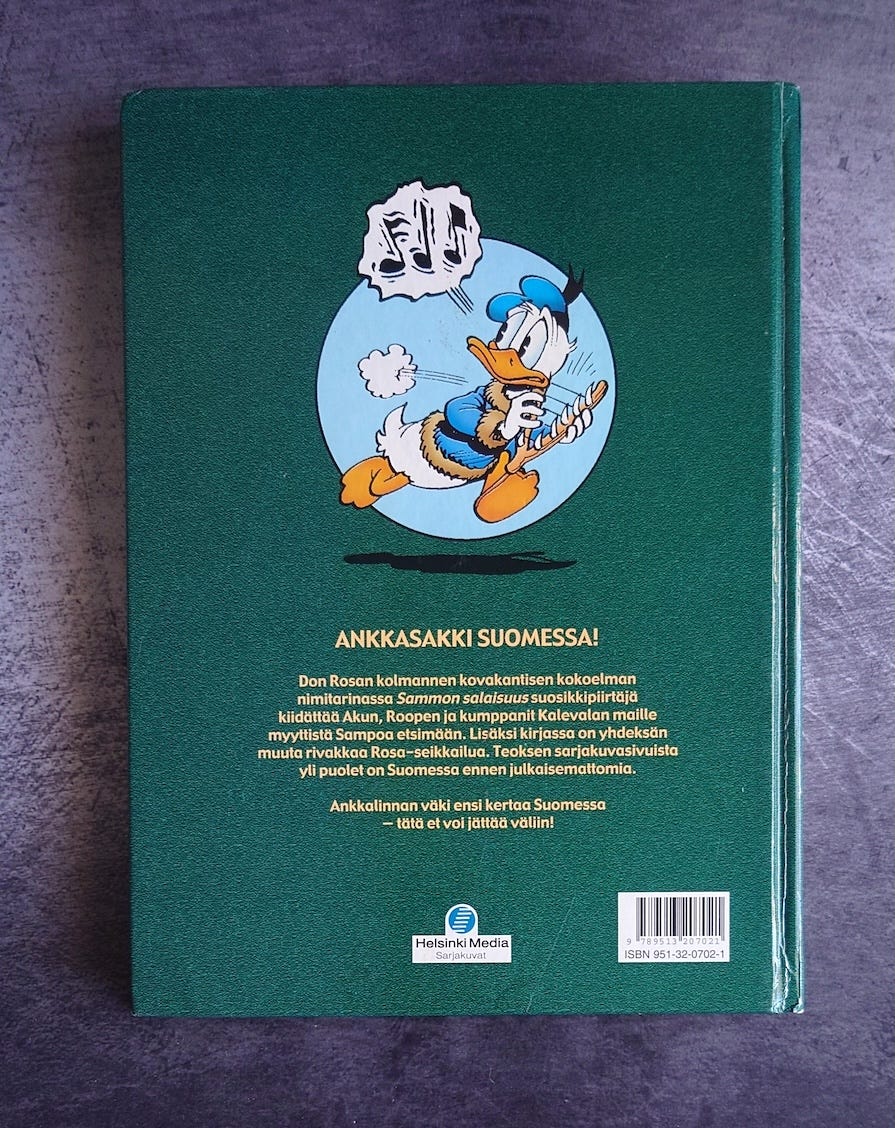 ANKKASAKKI SUOMESSA!
Don Rosan kolmannen kovakantisen kokoelman
nimitarinassa Sammon salaisuus suosikkipiirtäjä
kiidättää Akun, Roopen ja kumppanit Kalevalan maille
myyttistä Sampoa etsimään. Lisäksi kirjassa on yhdeksän
muuta rivakkaa Rosa-seikkailua. Teoksen sarjakuvasivuista
yli puolet on Suomessa ennen julkaisemattomia.
Ankkalinnan väki ensi kertaa Suomessa
– tätä et voi jättää väliin!
Helsinki Media
Sarjakuvat
9 789513 207021
ISBN 951-32-0702-1